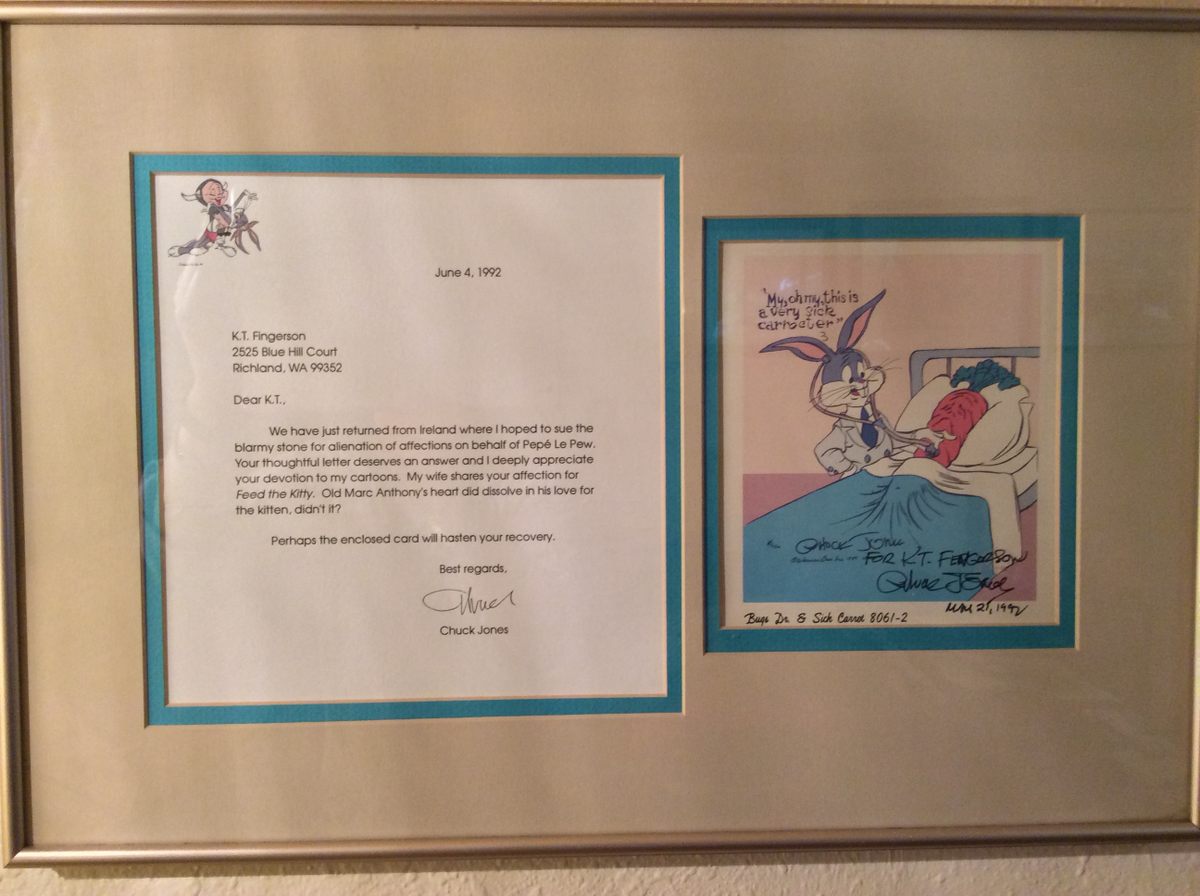 June 4, 1992
K.T. Fingerson
2525 Blue Hill Court
Richland, WA 99352
Dear K.T.,
We have just returned from Ireland where I hoped to sue the
blarmy stone for alienation of affections on behalf of Pepé Le Pew.
Your thoughtful letter deserves an answer and I deeply appreciate
your devotion to my cartoons. My wife shares your affection for
Feed the Kitty. Old Marc Anthony's heart did dissolve in his love for
the kitten, didn't it?
Perhaps the enclosed card will hasten your recovery.
Best regards,
Chuck
Chuck Jones
"My, oh my, this is
a very sick
carroter"
Chuck Jones
FOR K.T. FINGERSON
Chuck Jones
21, 1992
Bugs Dr. & Sick Carrot 8061-2